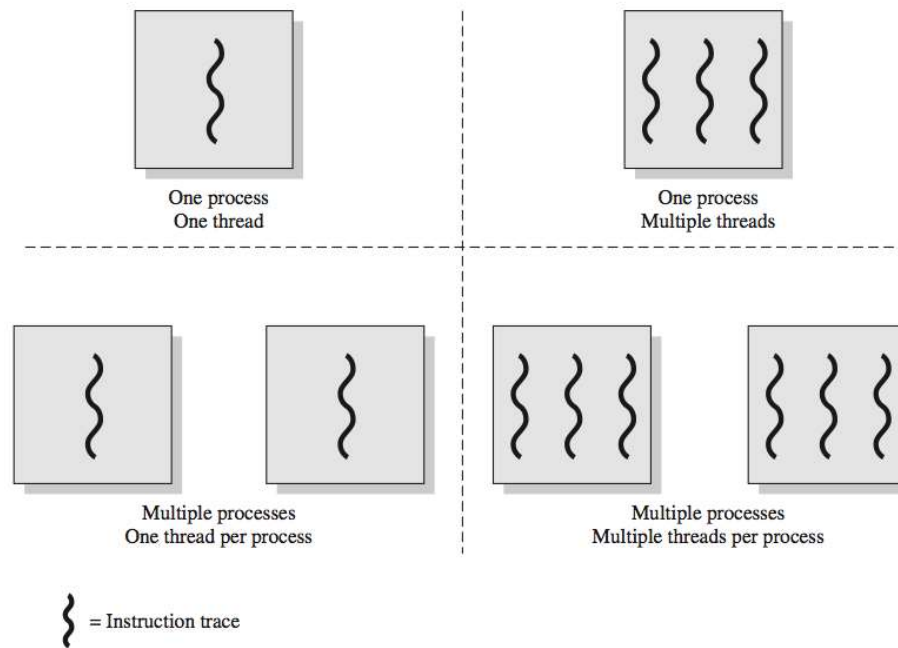 One process
One thread
One process
Multiple threads
Multiple processes
One thread per process
Multiple processes
Multiple threads per process
= Instruction trace